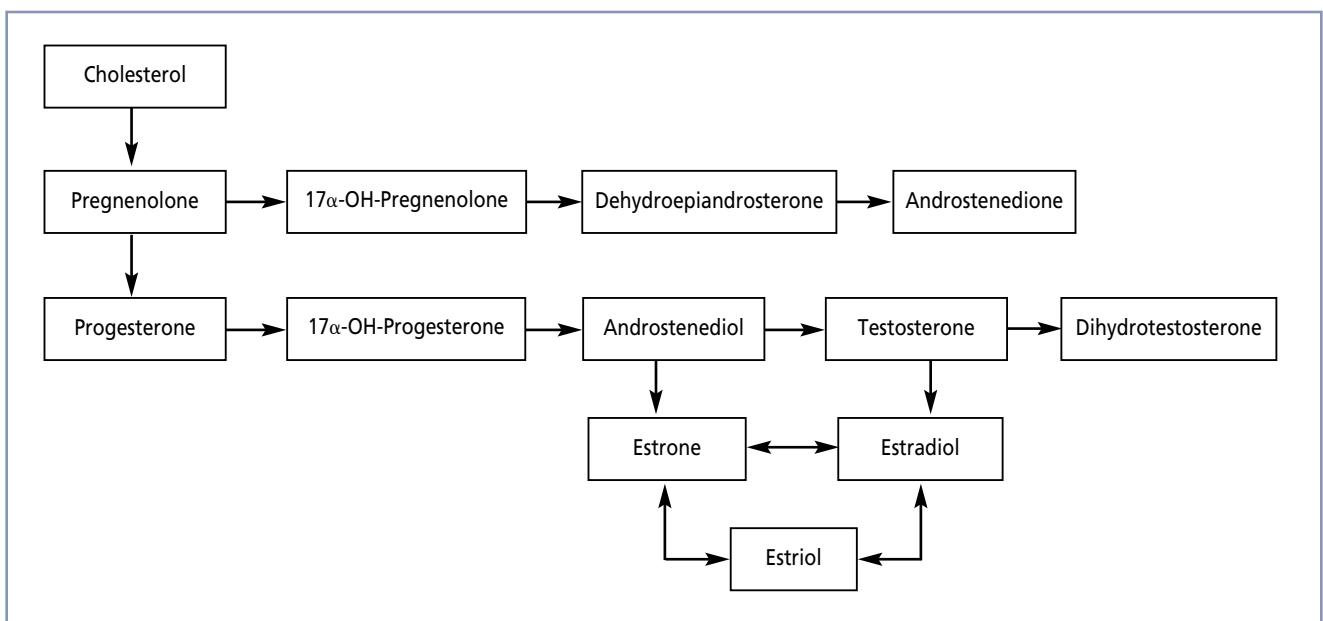 Cholesterol
Pregnenolone
17α-OH-Pregnenolone
Dehydroepiandrosterone
Androstenedione
Progesterone
17α-OH-Progesterone
Androstenediol
Testosterone
Dihydrotestosterone
Estrone
Estradiol
Estriol